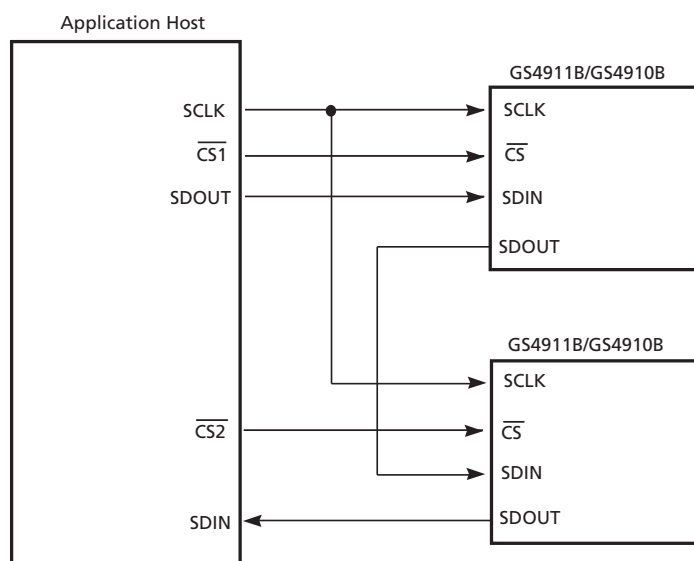 Application Host
GS4911B/GS4910B
SCLK
SCLK
CS1
CS
SDOUT
SDIN
SDOUT
GS4911B/GS4910B
SCLK
CS2
CS
SDIN
SDIN
SDOUT